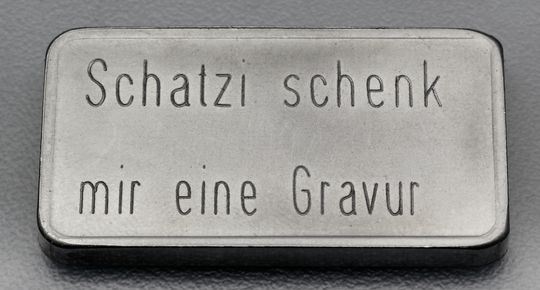 Schatzi schenk
mir eine Gravur